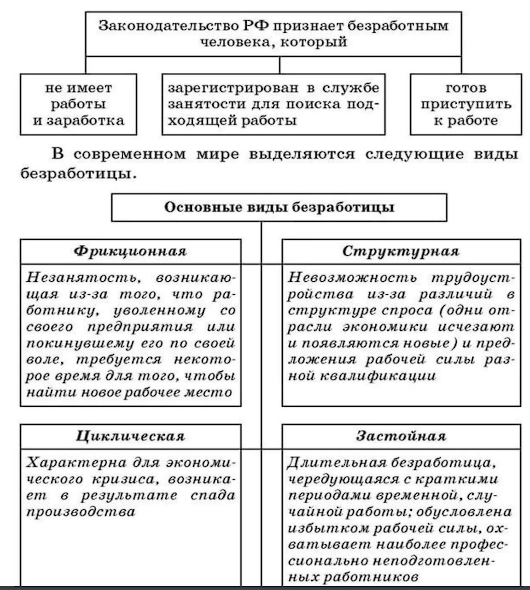 Законодательство РФ признает безработным
человека, который
не имеет
работы
и заработка
зарегистрирован в службе
занятости для поиска под-
ходящей работы
готов
приступить
к работе
В современном мире выделяются следующие виды
безработицы.
Основные виды безработицы
Фрикционная
Незанятость, возникаю-
щая из-за того, что ра-
ботнику, уволенному со
своего предприятия или
покинувшему его по своей
воле, требуется некото-
рое время для того, чтобы
найти новое рабочее место
Структурная
Невозможность трудоуст-
ройства из-за различий в
структуре спроса (одни от-
расли экономики исчезают
и появляются новые) и пред-
ложения рабочей силы раз-
ной квалификации
Циклическая
Характерна для экономи-
ческого кризиса, возника-
ет в результате спада
производства
Застойная
Длительная безработица,
чередующаяся с краткими
периодами временной, слу-
чайной работы; обусловлена
избытком рабочей силы, ох-
ватывает наиболее профес-
сионально неподготовлен-
ных работников